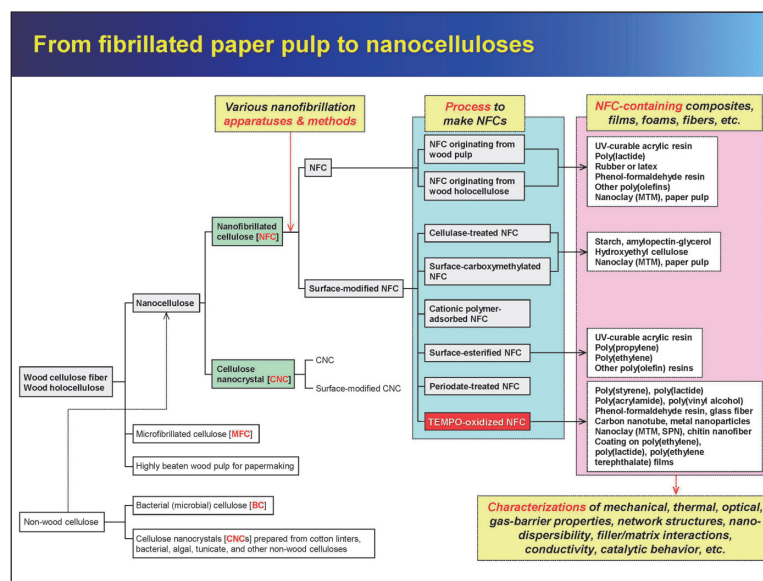 From fibrillated paper pulp to nanocelluloses
Various nanofibrillation
apparatuses & methods
Process to
make NFCs
NFC-containing composites,
films, foams, fibers, etc.
NFC
NFC originating from
wood pulp
NFC originating from
wood holocellulose
UV-curable acrylic resin
Poly(lactide)
Rubber or latex
Phenol-formaldehyde resin
Other poly(olefins)
Nanoclay (MTM), paper pulp
Nanofibrillated
cellulose [NFC]
Cellulase-treated NFC
Surface-carboxymethylated
NFC
Starch, amylopectin-glycerol
Hydroxyethyl cellulose
Nanoclay (MTM), paper pulp
Nanocellulose
Surface-modified NFC
Cationic polymer-
adsorbed NFC
Surface-esterified NFC
UV-curable acrylic resin
Poly(propylene)
Poly(ethylene)
Other poly(olefin) resins
Wood cellulose fiber
Wood holocellulose
Cellulose
nanocrystal [CNC]
CNC
Surface-modified CNC
Periodate-treated NFC
TEMPO-oxidized NFC
Poly(styrene), poly(lactide)
Poly(acrylamide), poly(vinyl alcohol)
Phenol-formaldehyde resin, glass fiber
Carbon nanotube, metal nanoparticles
Nanoclay (MTM, SPN), chitin nanofiber
Coating on poly(ethylene),
poly(lactide), poly(ethylene
terephthalate) films
Microfibrillated cellulose [MFC]
Highly beaten wood pulp for papermaking
Non-wood cellulose
Bacterial (microbial) cellulose [BC]
Cellulose nanocrystals [CNCs] prepared from cotton linters,
bacterial, algal, tunicate, and other non-wood celluloses
Characterizations of mechanical, thermal, optical,
gas-barrier properties, network structures, nano-
dispersibility, filler/matrix interactions,
conductivity, catalytic behavior, etc.